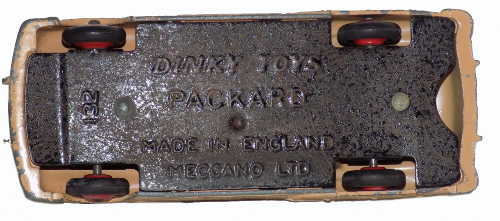 DINKY TOYS
PACKARD
132
MADE IN ENGLAND
MECCANO LTD